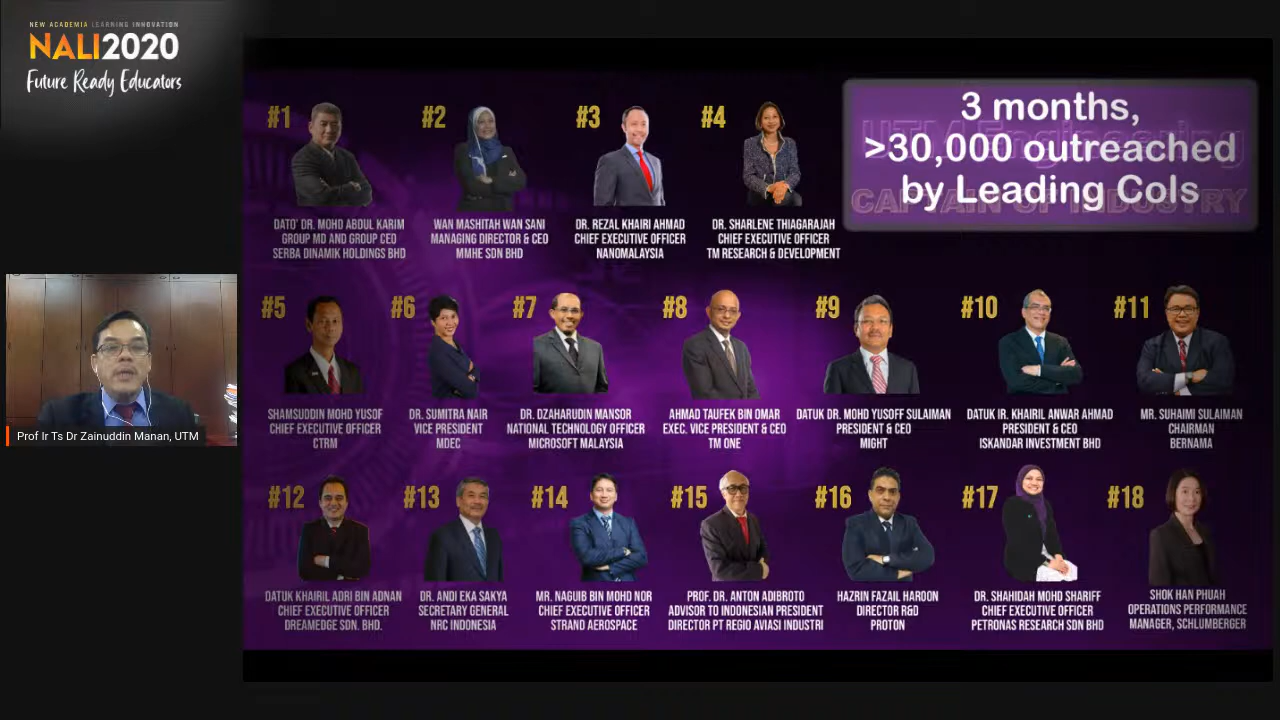 NEW ACADEMIA LEARNING INNOVATION
NALI2020
Future Ready Educators
3 months,
>30,000 outreached
by Leading CoIs
UTM Engineering
CAPTAIN OF INDUSTRY
#1
DATO' DR. MOHD ABDUL KARIM
GROUP MD AND GROUP CEO
SERBA DINAMIK HOLDINGS BHD
#2
WAN MASHITAH WAN SANI
MANAGING DIRECTOR & CEO
MMHE SDN BHD
#3
DR. REZAL KHAIRI AHMAD
CHIEF EXECUTIVE OFFICER
NANOMALAYSIA
#4
DR. SHARLENE THIAGARAJAH
CHIEF EXECUTIVE OFFICER
TM RESEARCH & DEVELOPMENT
#5
SHAMSUDDIN MOHD YUSOF
CHIEF EXECUTIVE OFFICER
CTRM
#6
DR. SUMITRA NAIR
VICE PRESIDENT
MDEC
#7
DR. DZAHARUDIN MANSOR
NATIONAL TECHNOLOGY OFFICER
MICROSOFT MALAYSIA
#8
AHMAD TAUFEK BIN OMAR
EXEC. VICE PRESIDENT & CEO
TM ONE
#9
DATUK DR. MOHD YUSOFF SULAIMAN
PRESIDENT & CEO
MIGHT
#10
DATUK IR. KHAIRIL ANWAR AHMAD
PRESIDENT & CEO
ISKANDAR INVESTMENT BHD
#11
MR. SUHAIMI SULAIMAN
CHAIRMAN
BERNAMA
Prof Ir Ts Dr Zainuddin Manan, UTM
#12
DATUK KHAIRIL ADRI BIN ADNAN
CHIEF EXECUTIVE OFFICER
DREAMEDGE SDN. BHD.
#13
DR. ANDI EKA SAKYA
SECRETARY GENERAL
NRC INDONESIA
#14
MR. NAGUIB BIN MOHD NOR
CHIEF EXECUTIVE OFFICER
STRAND AEROSPACE
#15
PROF. DR. ANTON ADIBROTO
ADVISOR TO INDONESIAN PRESIDENT
DIRECTOR PT REGIO AVIASI INDUSTRI
#16
HAZRIN FAZAIL HAROON
DIRECTOR R&D
PROTON
#17
DR. SHAHIDAH MOHD SHARIFF
CHIEF EXECUTIVE OFFICER
PETRONAS RESEARCH SDN BHD
#18
SHOK HAN PHUAH
OPERATIONS PERFORMANCE
MANAGER, SCHLUMBERGER